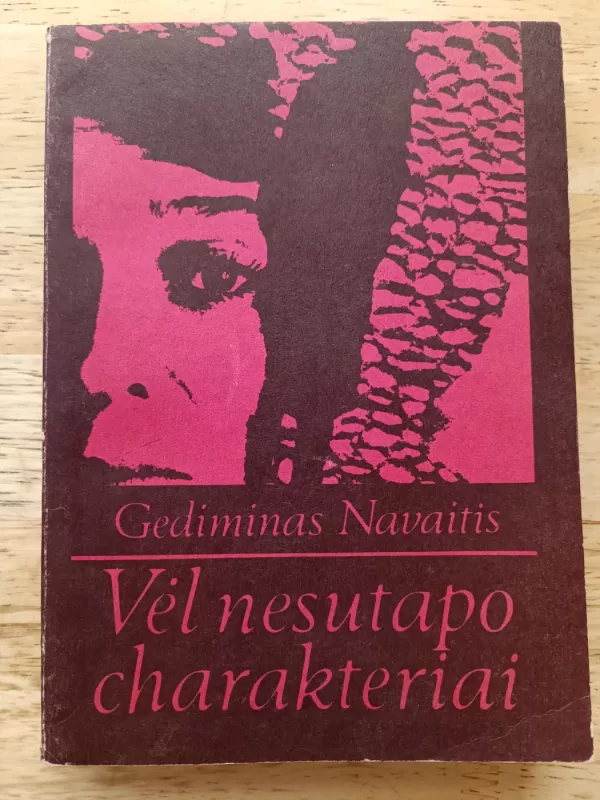 Gediminas Navaitis
Vėl nesutapo
charakteriai